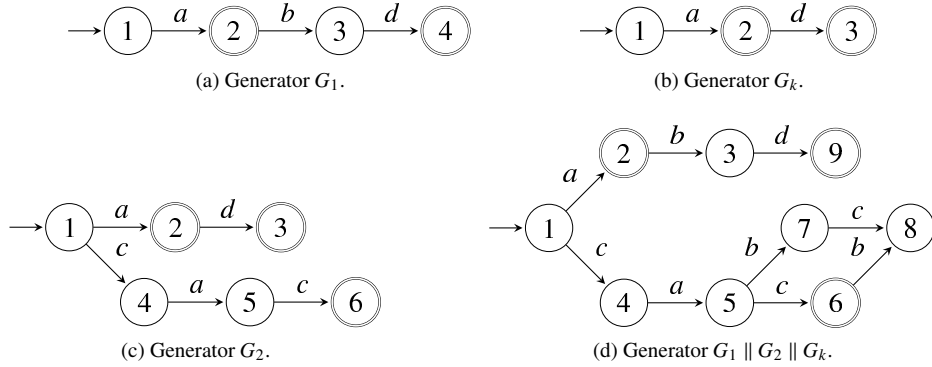 1 a 2 b 3 d 4
(a) Generator G₁.
1 a 2 d 3
(b) Generator Gₖ.
1 a 2 d 3
c
4 a 5 c 6
(c) Generator G₂.
2 b 3 d 9
a
1
c
7 c 8
b b
4 a 5 c 6
(d) Generator G₁ ∥ G₂ ∥ Gₖ.